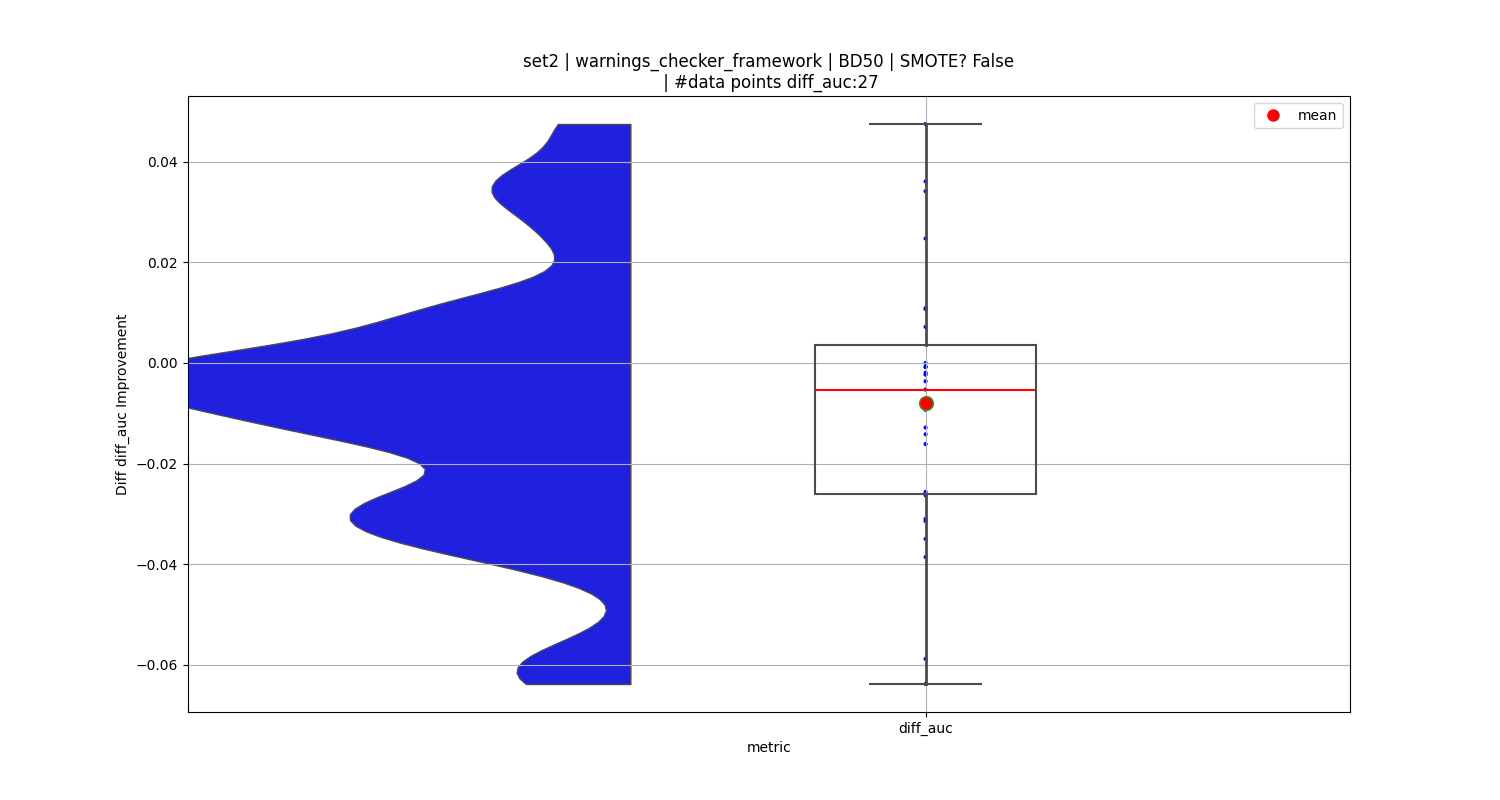 set2 | warnings_checker_framework | BD50 | SMOTE? False
| #data points diff_auc:27
mean
0.04
0.02
0.00
−0.02
−0.04
−0.06
Diff diff_auc Improvement
diff_auc
metric